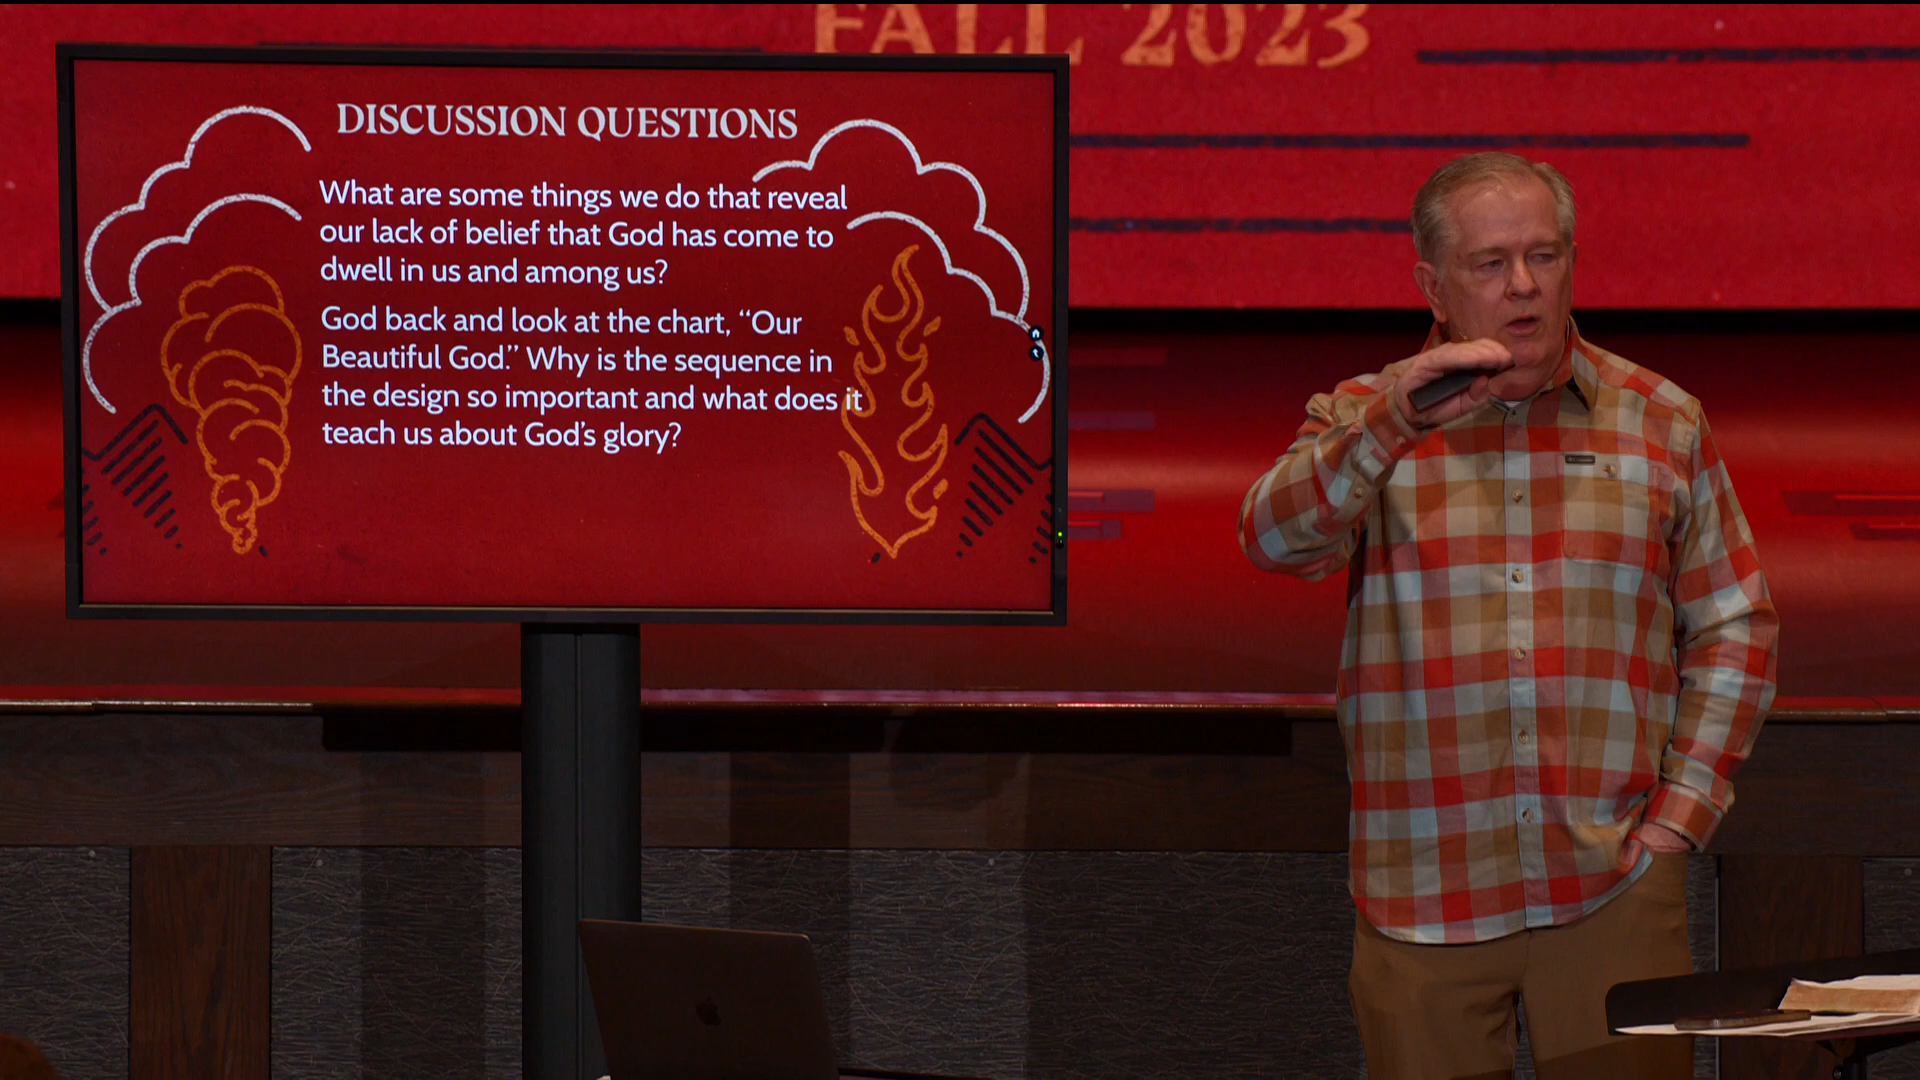 FALL 2023
DISCUSSION QUESTIONS
What are some things we do that reveal
our lack of belief that God has come to
dwell in us and among us?
God back and look at the chart, “Our
Beautiful God.” Why is the sequence in
the design so important and what does it
teach us about God’s glory?